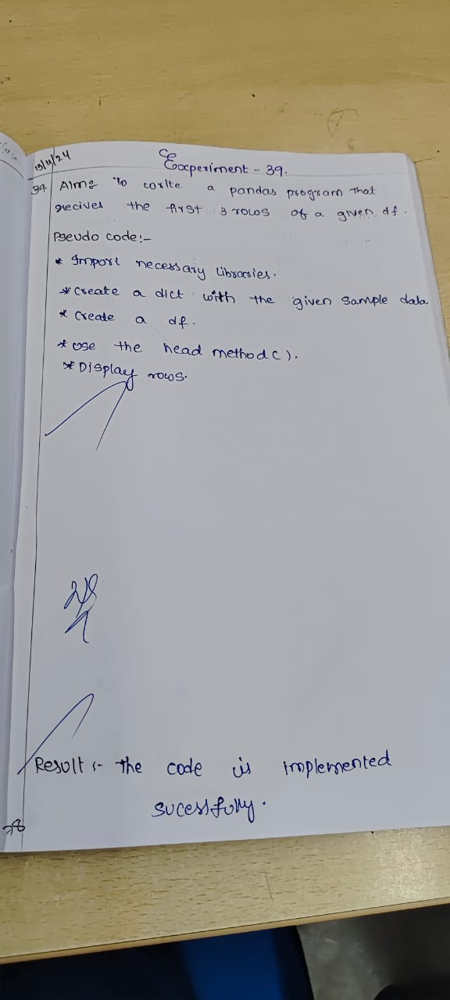 13/11/24
Experiment - 39.
39. Aim:- To write a pandas program that
recives the first 3 rows of a given df.
Pseudo code:-
* Import necessary libraries.
* Create a dict with the given sample data
* Create a df.
* Use the head method().
* Display rows.
Result :- The code is implemented
sucessfully.